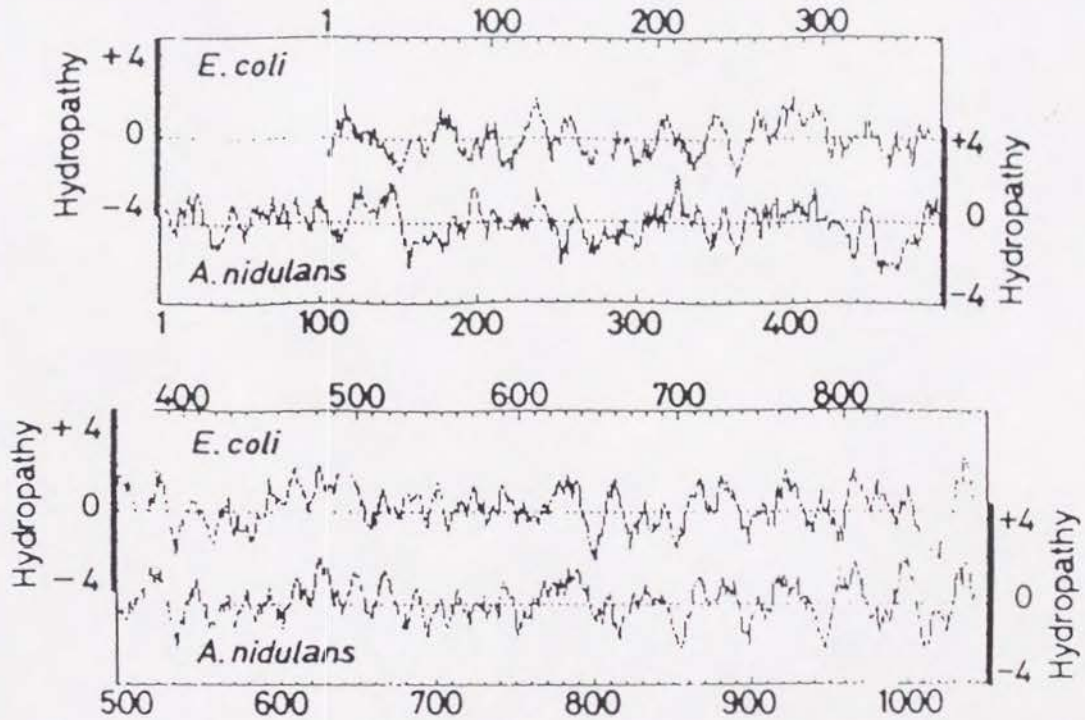 1 100 200 300
+4
E. coli
Hydropathy
0
+4
-4
0
Hydropathy
A. nidulans
-4
1 100 200 300 400
400 500 600 700 800
+4
E. coli
Hydropathy
0
+4
-4
0
Hydropathy
A. nidulans
-4
500 600 700 800 900 1000